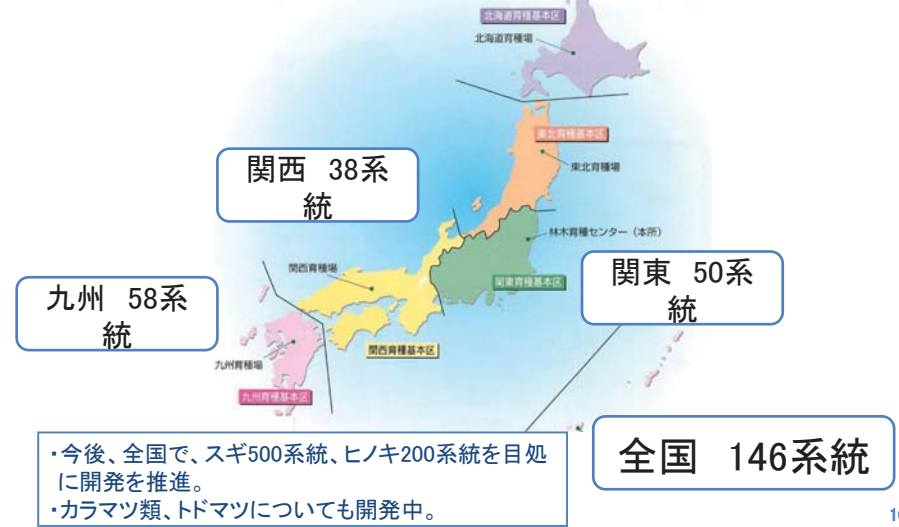 北海道育種基本区
北海道育種場
東北育種基本区
東北育種場
関西 38系
統
林木育種センター（本所）
関西育種場
関東育種基本区
関東 50系
統
九州 58系
統
関西育種基本区
九州育種場
九州育種基本区
・今後、全国で、スギ500系統、ヒノキ200系統を目処
に開発を推進。
・カラマツ類、トドマツについても開発中。
全国 146系統